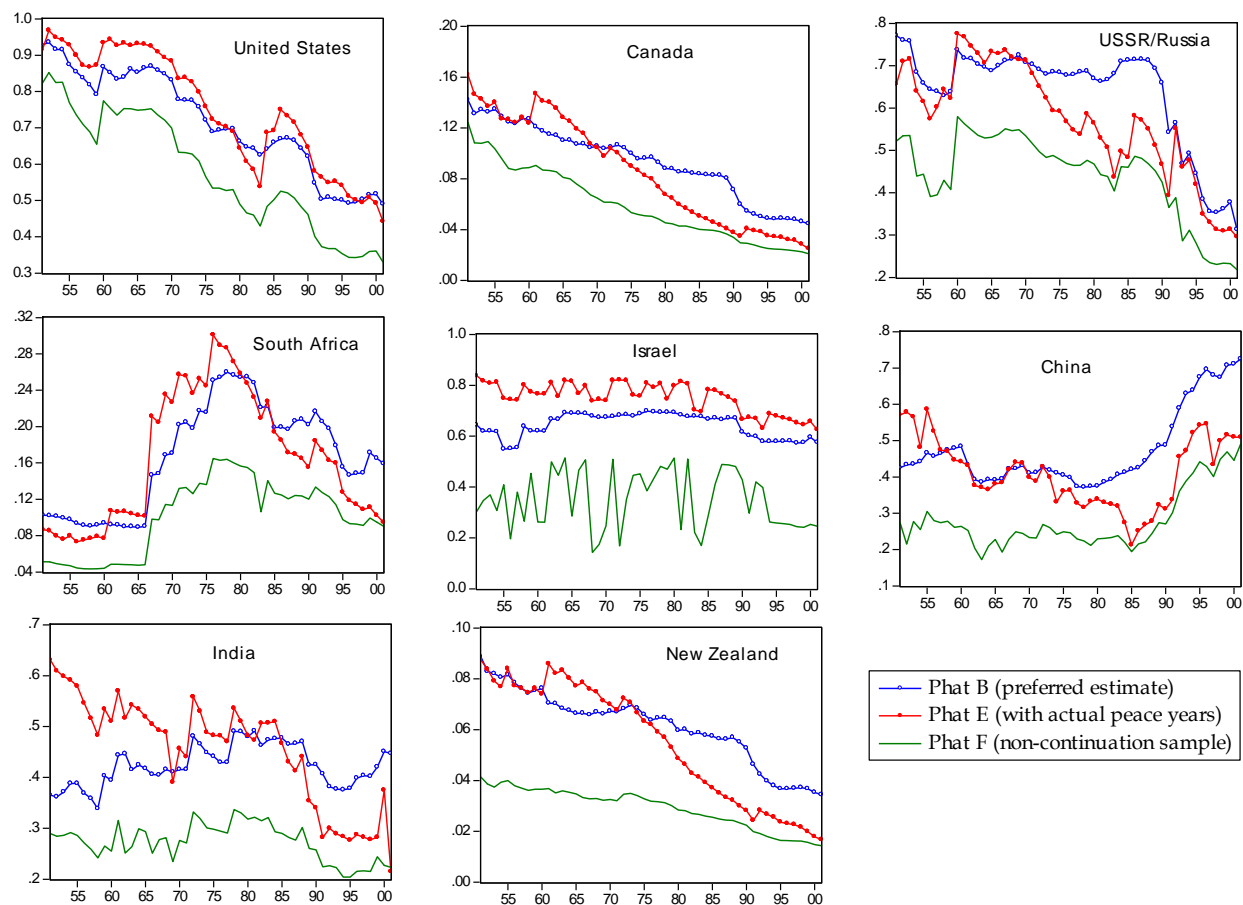 United States
1.0
0.9
0.8
0.7
0.6
0.5
0.4
0.3
55 60 65 70 75 80 85 90 95 00
Canada
.20
.16
.12
.08
.04
.00
55 60 65 70 75 80 85 90 95 00
USSR/Russia
.8
.7
.6
.5
.4
.3
.2
55 60 65 70 75 80 85 90 95 00
South Africa
.32
.28
.24
.20
.16
.12
.08
.04
55 60 65 70 75 80 85 90 95 00
Israel
1.0
0.8
0.6
0.4
0.2
0.0
55 60 65 70 75 80 85 90 95 00
China
.8
.7
.6
.5
.4
.3
.2
.1
55 60 65 70 75 80 85 90 95 00
India
.7
.6
.5
.4
.3
.2
55 60 65 70 75 80 85 90 95 00
New Zealand
.10
.08
.06
.04
.02
.00
55 60 65 70 75 80 85 90 95 00
Phat B (preferred estimate)
Phat E (with actual peace years)
Phat F (non-continuation sample)